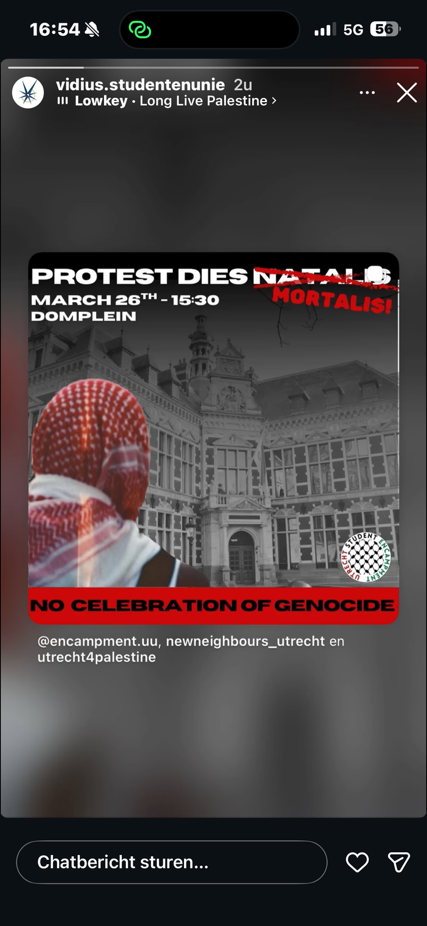 16:54
5G
56
vidius.studentenunie 2u
Lowkey · Long Live Palestine >
PROTEST DIES NATALIS
MORTALIS!
MARCH 26TH - 15:30
DOMPLEIN
UTRECHT STUDENT ENCAMPMENT
NO CELEBRATION OF GENOCIDE
@encampment.uu, newneighbours_utrecht en
utrecht4palestine
Chatbericht sturen...